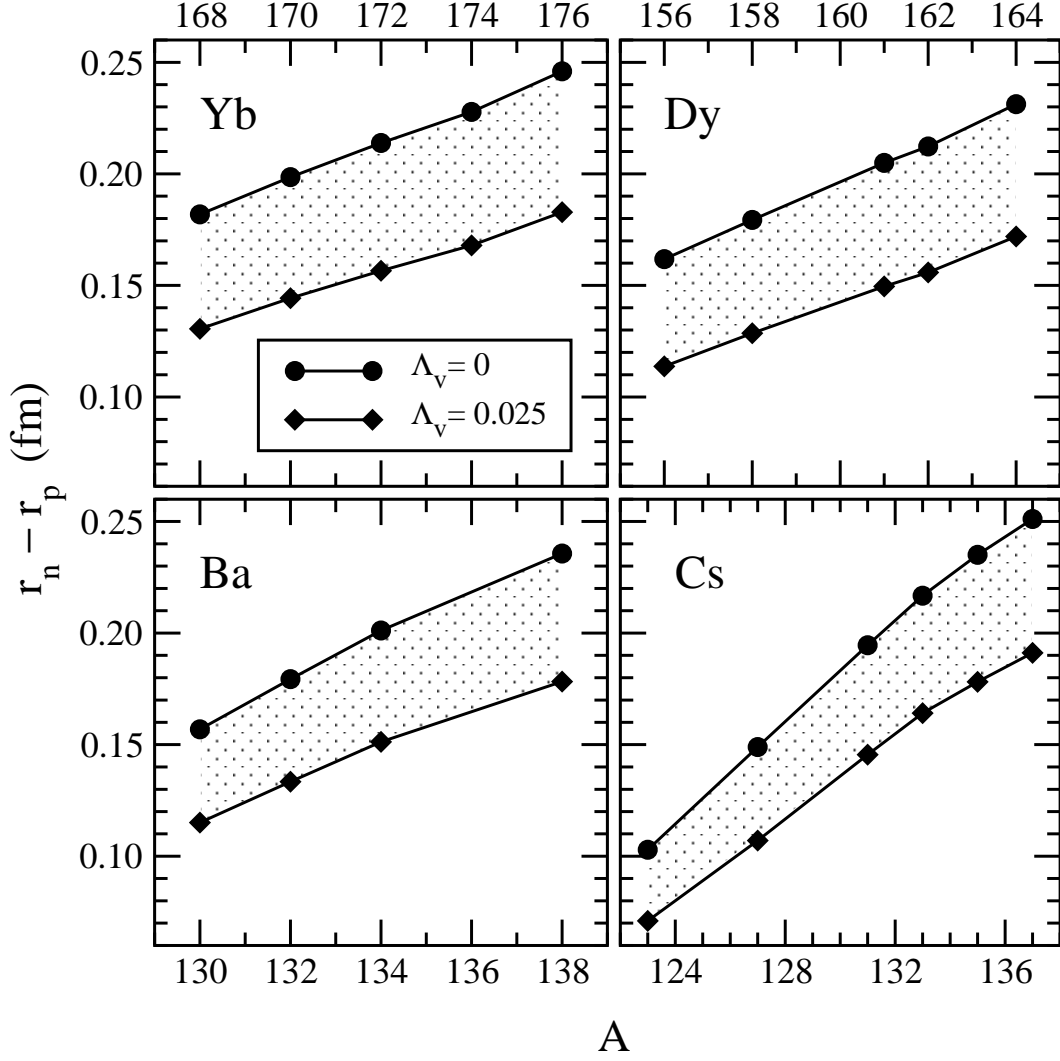 168 170 172 174 176 156 158 160 162 164
0.25
Yb Dy
0.20
0.15
Λv= 0
0.10
Λv= 0.025
rn − rp (fm)
0.25
Ba Cs
0.20
0.15
0.10
130 132 134 136 138 124 128 132 136
A